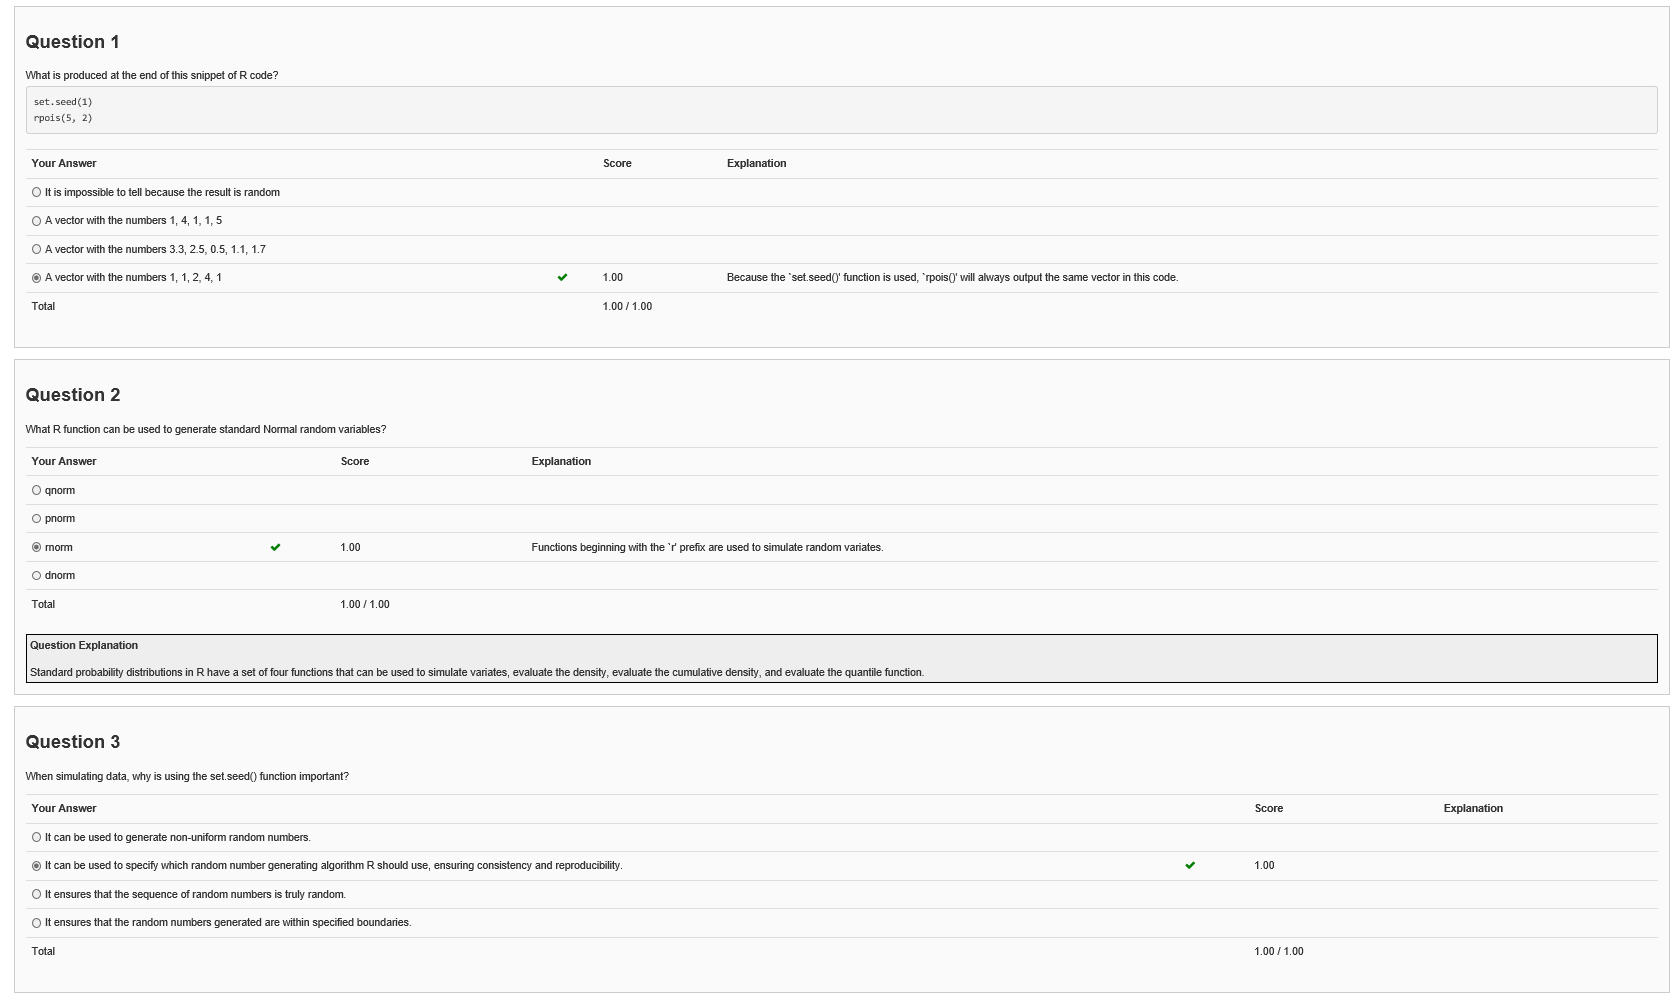 Question 1
What is produced at the end of this snippet of R code?
set.seed(1)
rpois(5, 2)
Your Answer Score Explanation
It is impossible to tell because the result is random
A vector with the numbers 1, 4, 1, 1, 5
A vector with the numbers 3.3, 2.5, 0.5, 1.1, 1.7
A vector with the numbers 1, 1, 2, 4, 1 1.00 Because the `set.seed()' function is used, `rpois()' will always output the same vector in this code.
Total 1.00 / 1.00
Question 2
What R function can be used to generate standard Normal random variables?
Your Answer Score Explanation
qnorm
pnorm
rnorm 1.00 Functions beginning with the `r' prefix are used to simulate random variates.
dnorm
Total 1.00 / 1.00
Question Explanation
Standard probability distributions in R have a set of four functions that can be used to simulate variates, evaluate the density, evaluate the cumulative density, and evaluate the quantile function.
Question 3
When simulating data, why is using the set.seed() function important?
Your Answer Score Explanation
It can be used to generate non-uniform random numbers.
It can be used to specify which random number generating algorithm R should use, ensuring consistency and reproducibility. 1.00
It ensures that the sequence of random numbers is truly random.
It ensures that the random numbers generated are within specified boundaries.
Total 1.00 / 1.00